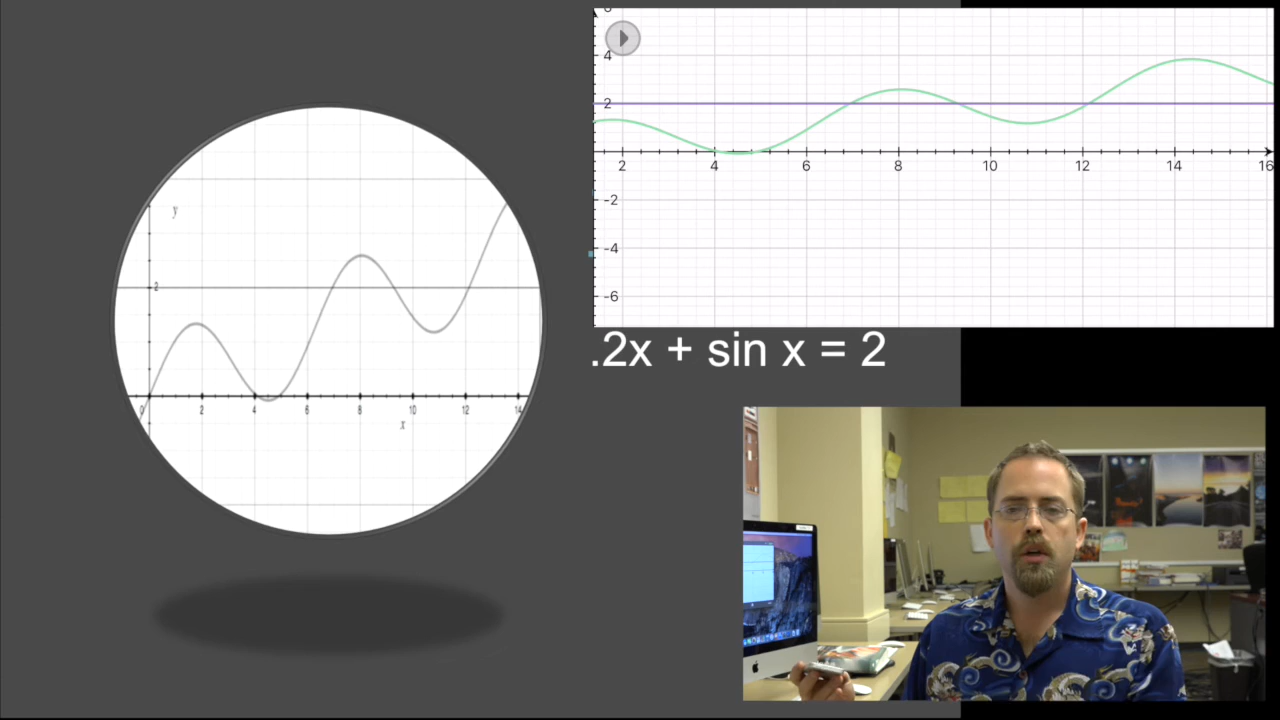 y
2
0 2 4 6 8 10 12 14
x
4
2
2 4 6 8 10 12 14 16
-2
-4
-6
.2x + sin x = 2